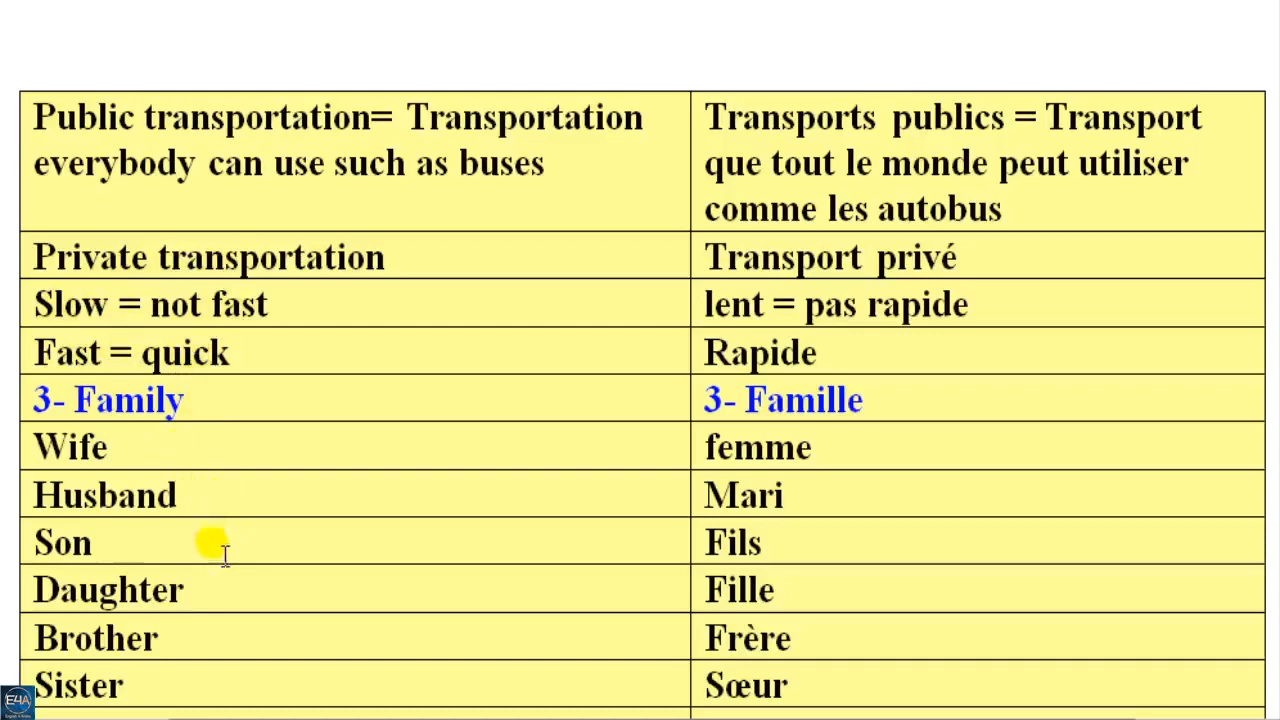 Public transportation= Transportation
everybody can use such as buses
Transports publics = Transport
que tout le monde peut utiliser
comme les autobus
Private transportation
Transport privé
Slow = not fast
lent = pas rapide
Fast = quick
Rapide
3- Family
3- Famille
Wife
femme
Husband
Mari
Son
Fils
Daughter
Fille
Brother
Frère
Sister
Sœur
E4A